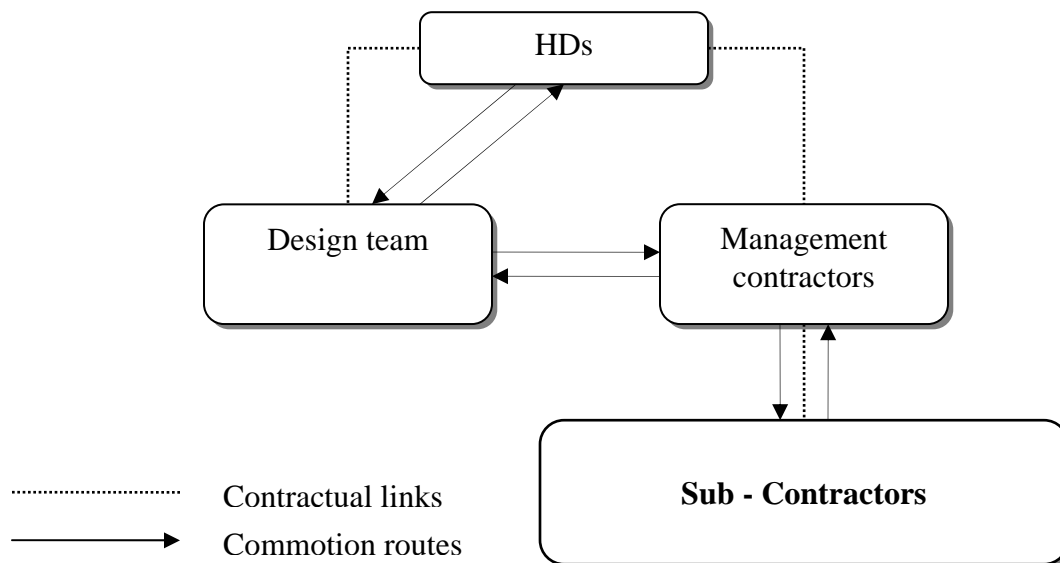 HDs
Design team
Management
contractors
Sub - Contractors
Contractual links
Commotion routes